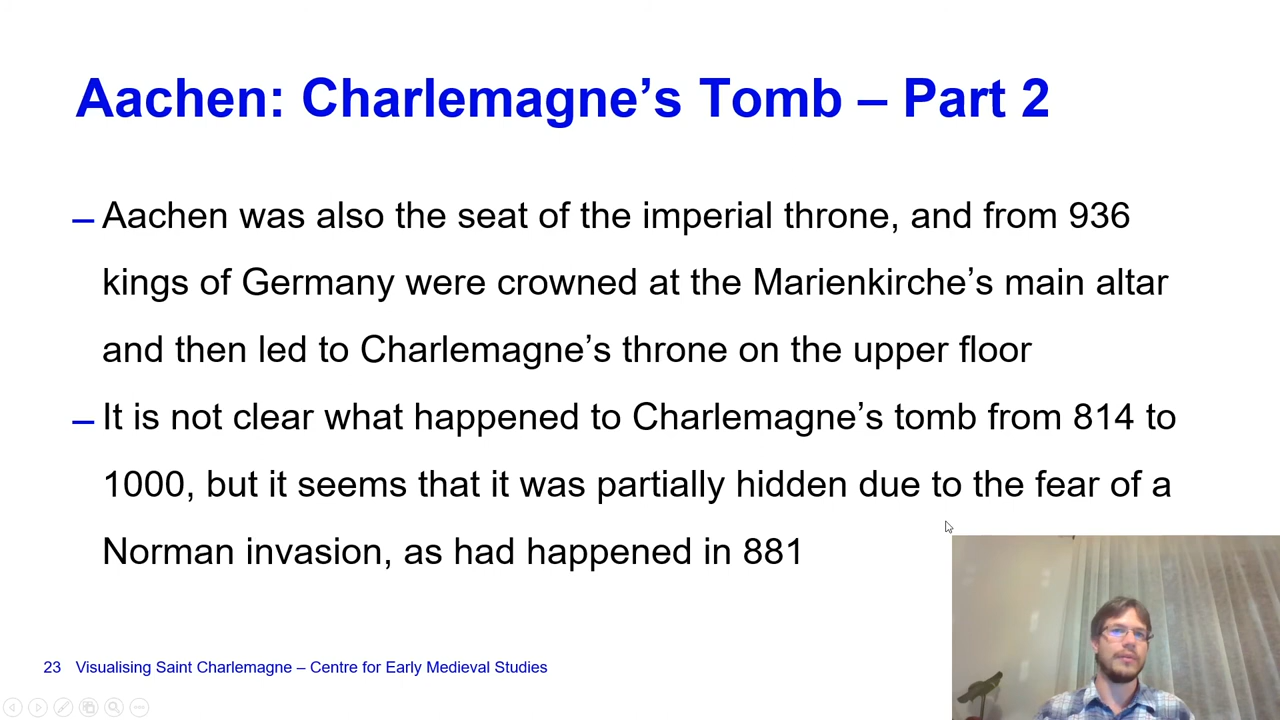 Aachen: Charlemagne’s Tomb – Part 2
– Aachen was also the seat of the imperial throne, and from 936
kings of Germany were crowned at the Marienkirche’s main altar
and then led to Charlemagne’s throne on the upper floor
– It is not clear what happened to Charlemagne’s tomb from 814 to
1000, but it seems that it was partially hidden due to the fear of a
Norman invasion, as had happened in 881
23 Visualising Saint Charlemagne – Centre for Early Medieval Studies